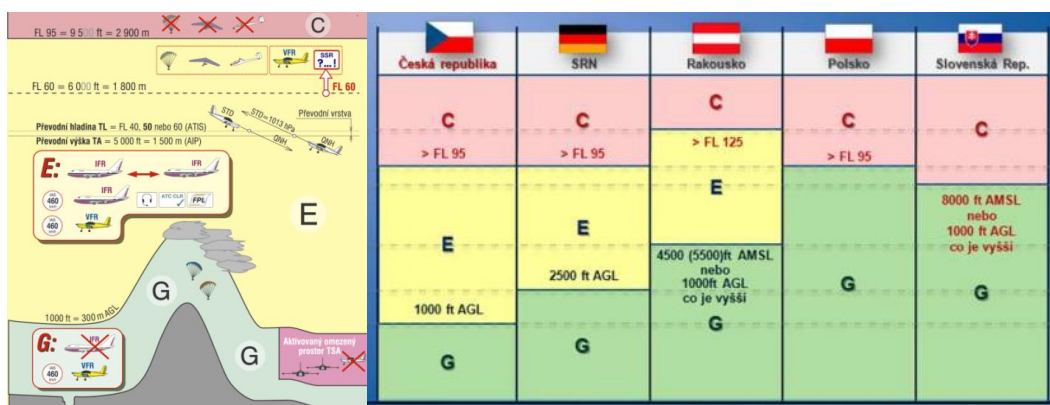 C
FL 95 = 9 500 ft = 2 900 m
VFR
SSR
?...!
FL 60 = 6 000 ft = 1 800 m
FL 60
STD
STD=1013 hPa
Převodní vrstva
Převodní hladina TL = FL 40, 50 nebo 60 (ATIS)
QNH
QNH
Převodní výška TA = 5 000 ft = 1 500 m (AIP)
E:
IFR
IFR
IFR
460
ATC CLR
FPL
VFR
460
E
G
1000 ft = 300 m AGL
G:
IFR
VFR
460
G
Aktivovaný omezený
prostor TSA
Česká republika
SRN
Rakousko
Polsko
Slovenská Rep.
C
> FL 95
E
1000 ft AGL
G
C
> FL 95
E
2500 ft AGL
G
C
> FL 125
E
4500 (5500)ft AMSL
nebo
1000ft AGL
co je vyšší
G
C
> FL 95
G
C
8000 ft AMSL
nebo
1000 ft AGL
co je vyšší
G